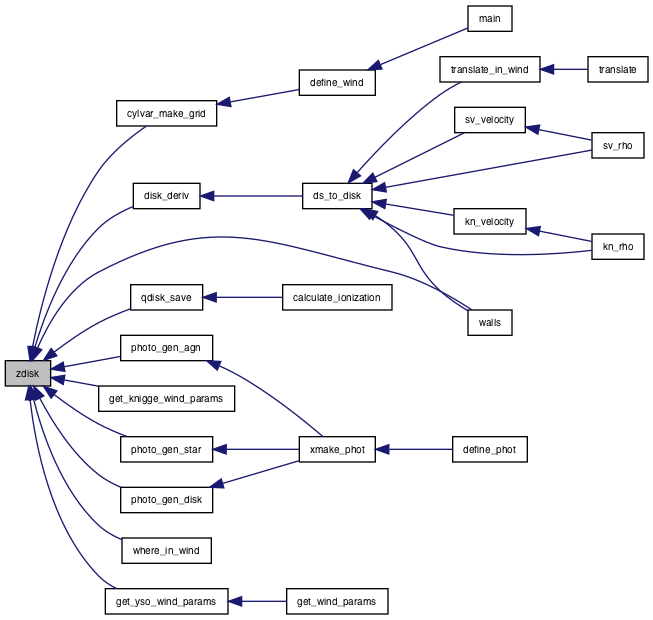 main
translate_in_wind
translate
define_wind
cylvar_make_grid
sv_velocity
sv_rho
disk_deriv
ds_to_disk
kn_velocity
kn_rho
qdisk_save
calculate_ionization
walls
photo_gen_agn
zdisk
get_knigge_wind_params
photo_gen_star
xmake_phot
define_phot
photo_gen_disk
where_in_wind
get_yso_wind_params
get_wind_params